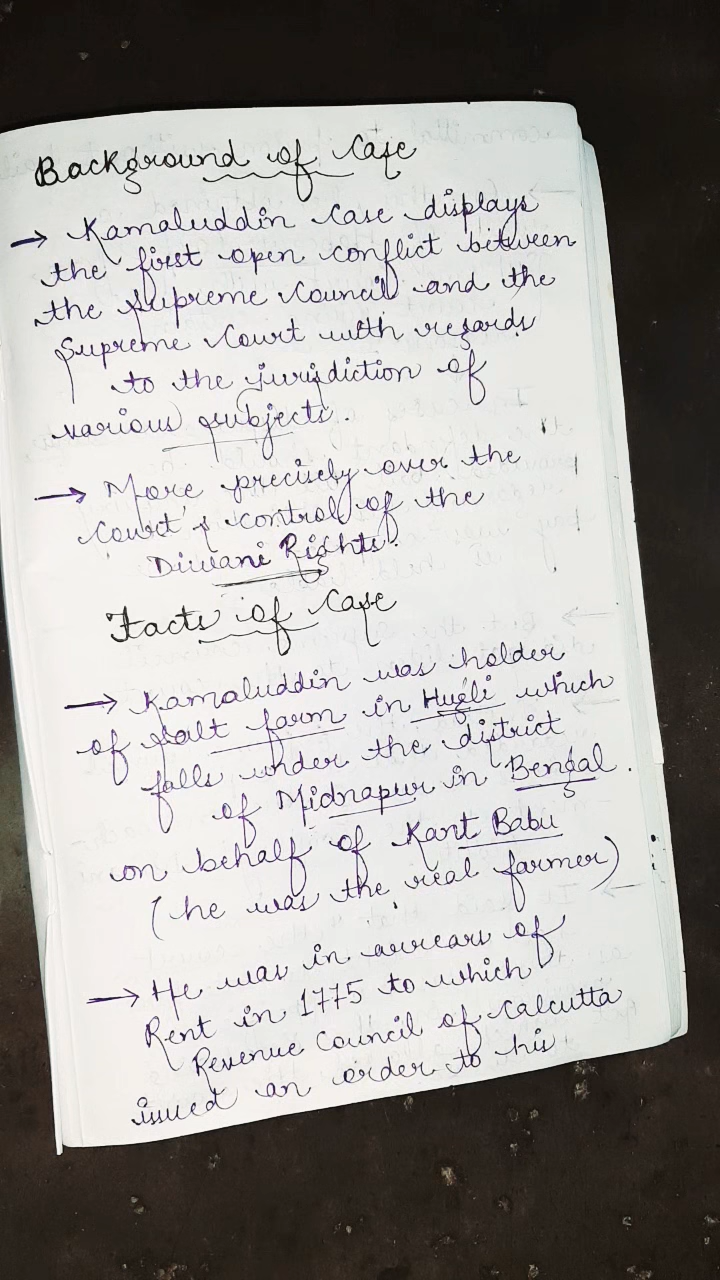 Background of Case
→ Kamaluddin Case displays
the first open conflict between
the Supreme Council and the
Supreme Court with regards
to the jurisdiction of
various subjects.
→ More precisely over the
Court's control of the
Diwani Rights.
Facts of Case
→ Kamaluddin was holder
of salt farm in Hugli which
falls under the district
of Midnapur in Bengal.
on behalf of Kant Babu
(he was the real farmer)
→ He was in arrears of
Rent in 1775 to which
Revenue Council of Calcutta
issued an order to his